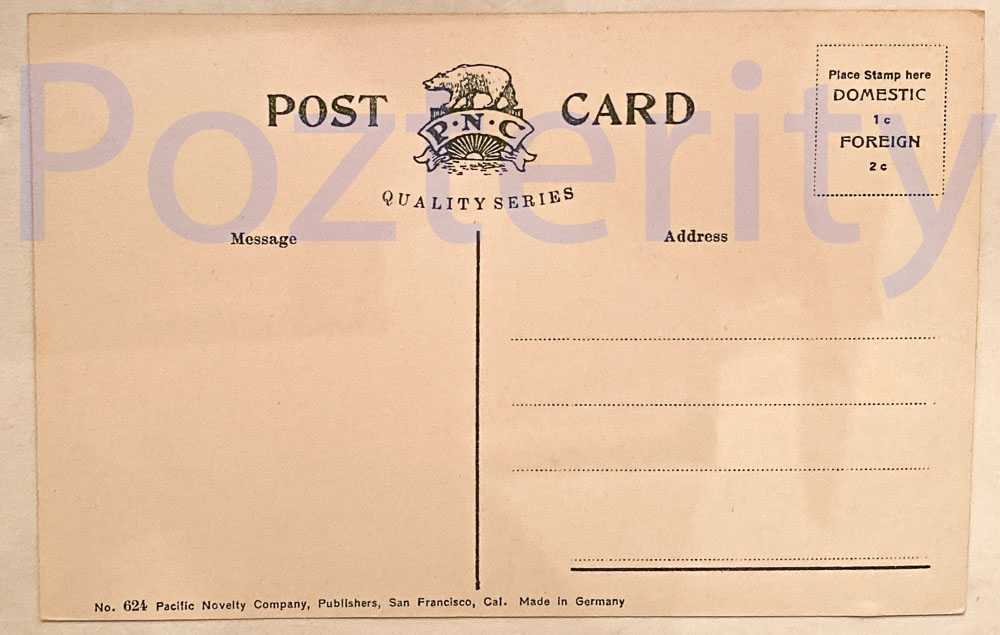 POST CARD
P·N·C
QUALITY SERIES
Place Stamp here
DOMESTIC
1c
FOREIGN
2c
Message
Address
No. 624 Pacific Novelty Company, Publishers, San Francisco, Cal. Made in Germany
Pozterity